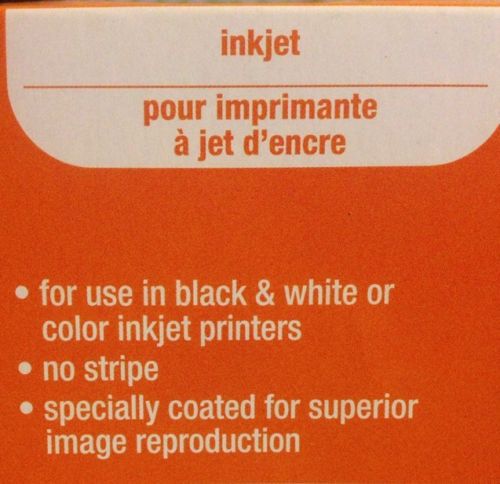 inkjet
pour imprimante
à jet d'encre
• for use in black & white or
color inkjet printers
• no stripe
• specially coated for superior
image reproduction